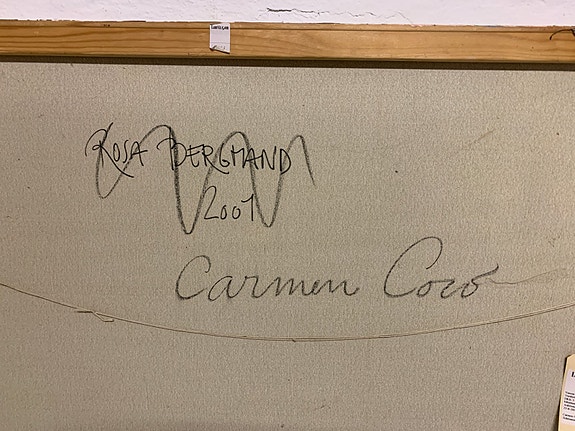 ROSA BERGMAND
2001
Carmen Coco